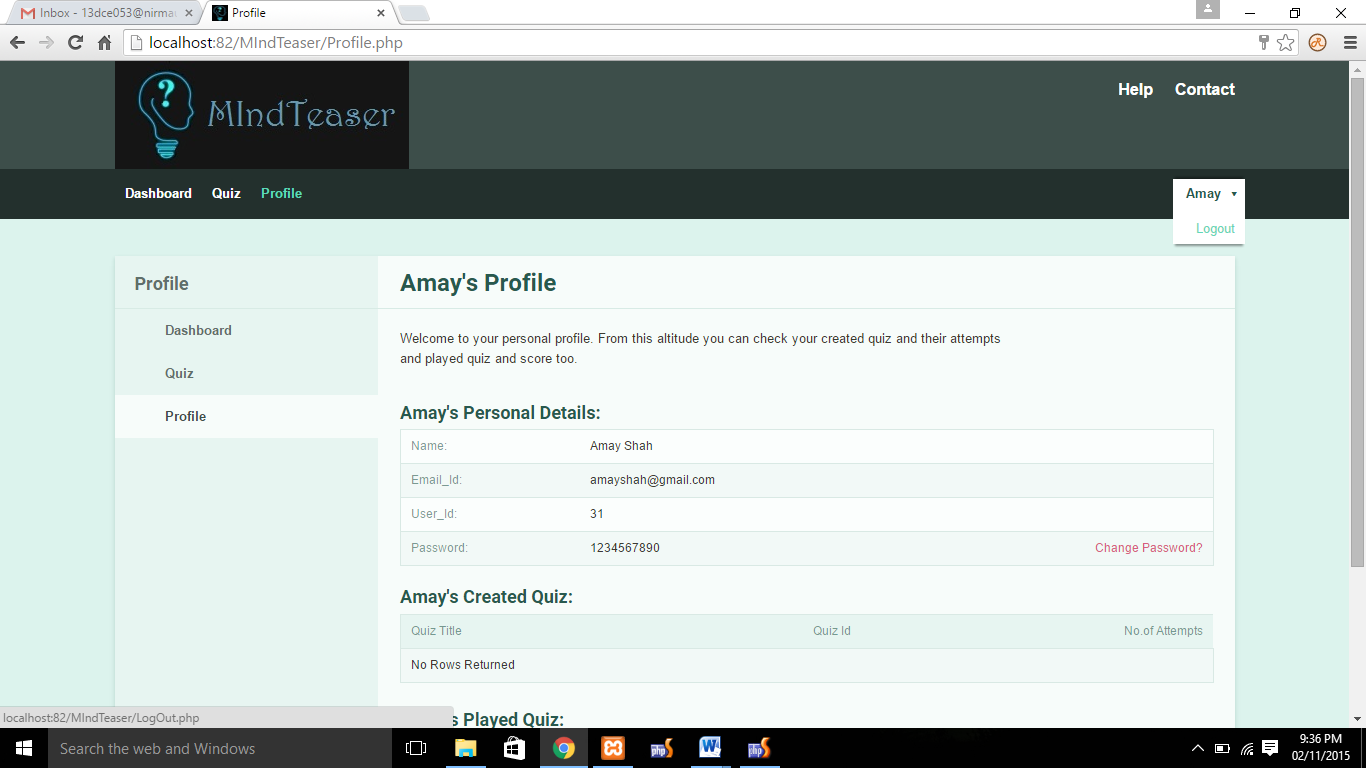 Inbox - 13dce053@nirma
Profile
localhost:82/MIndTeaser/Profile.php
?
MIndTeaser
Help Contact
Dashboard Quiz Profile
Amay
Logout
Profile
Dashboard
Quiz
Profile
Amay's Profile
Welcome to your personal profile. From this altitude you can check your created quiz and their attempts
and played quiz and score too.
Amay's Personal Details:
Name: Amay Shah
Email_Id: amayshah@gmail.com
User_Id: 31
Password: 1234567890 Change Password?
Amay's Created Quiz:
Quiz Title Quiz Id No.of Attempts
No Rows Returned
s Played Quiz:
localhost:82/MIndTeaser/LogOut.php
Search the web and Windows
php
W
php
9:36 PM
02/11/2015